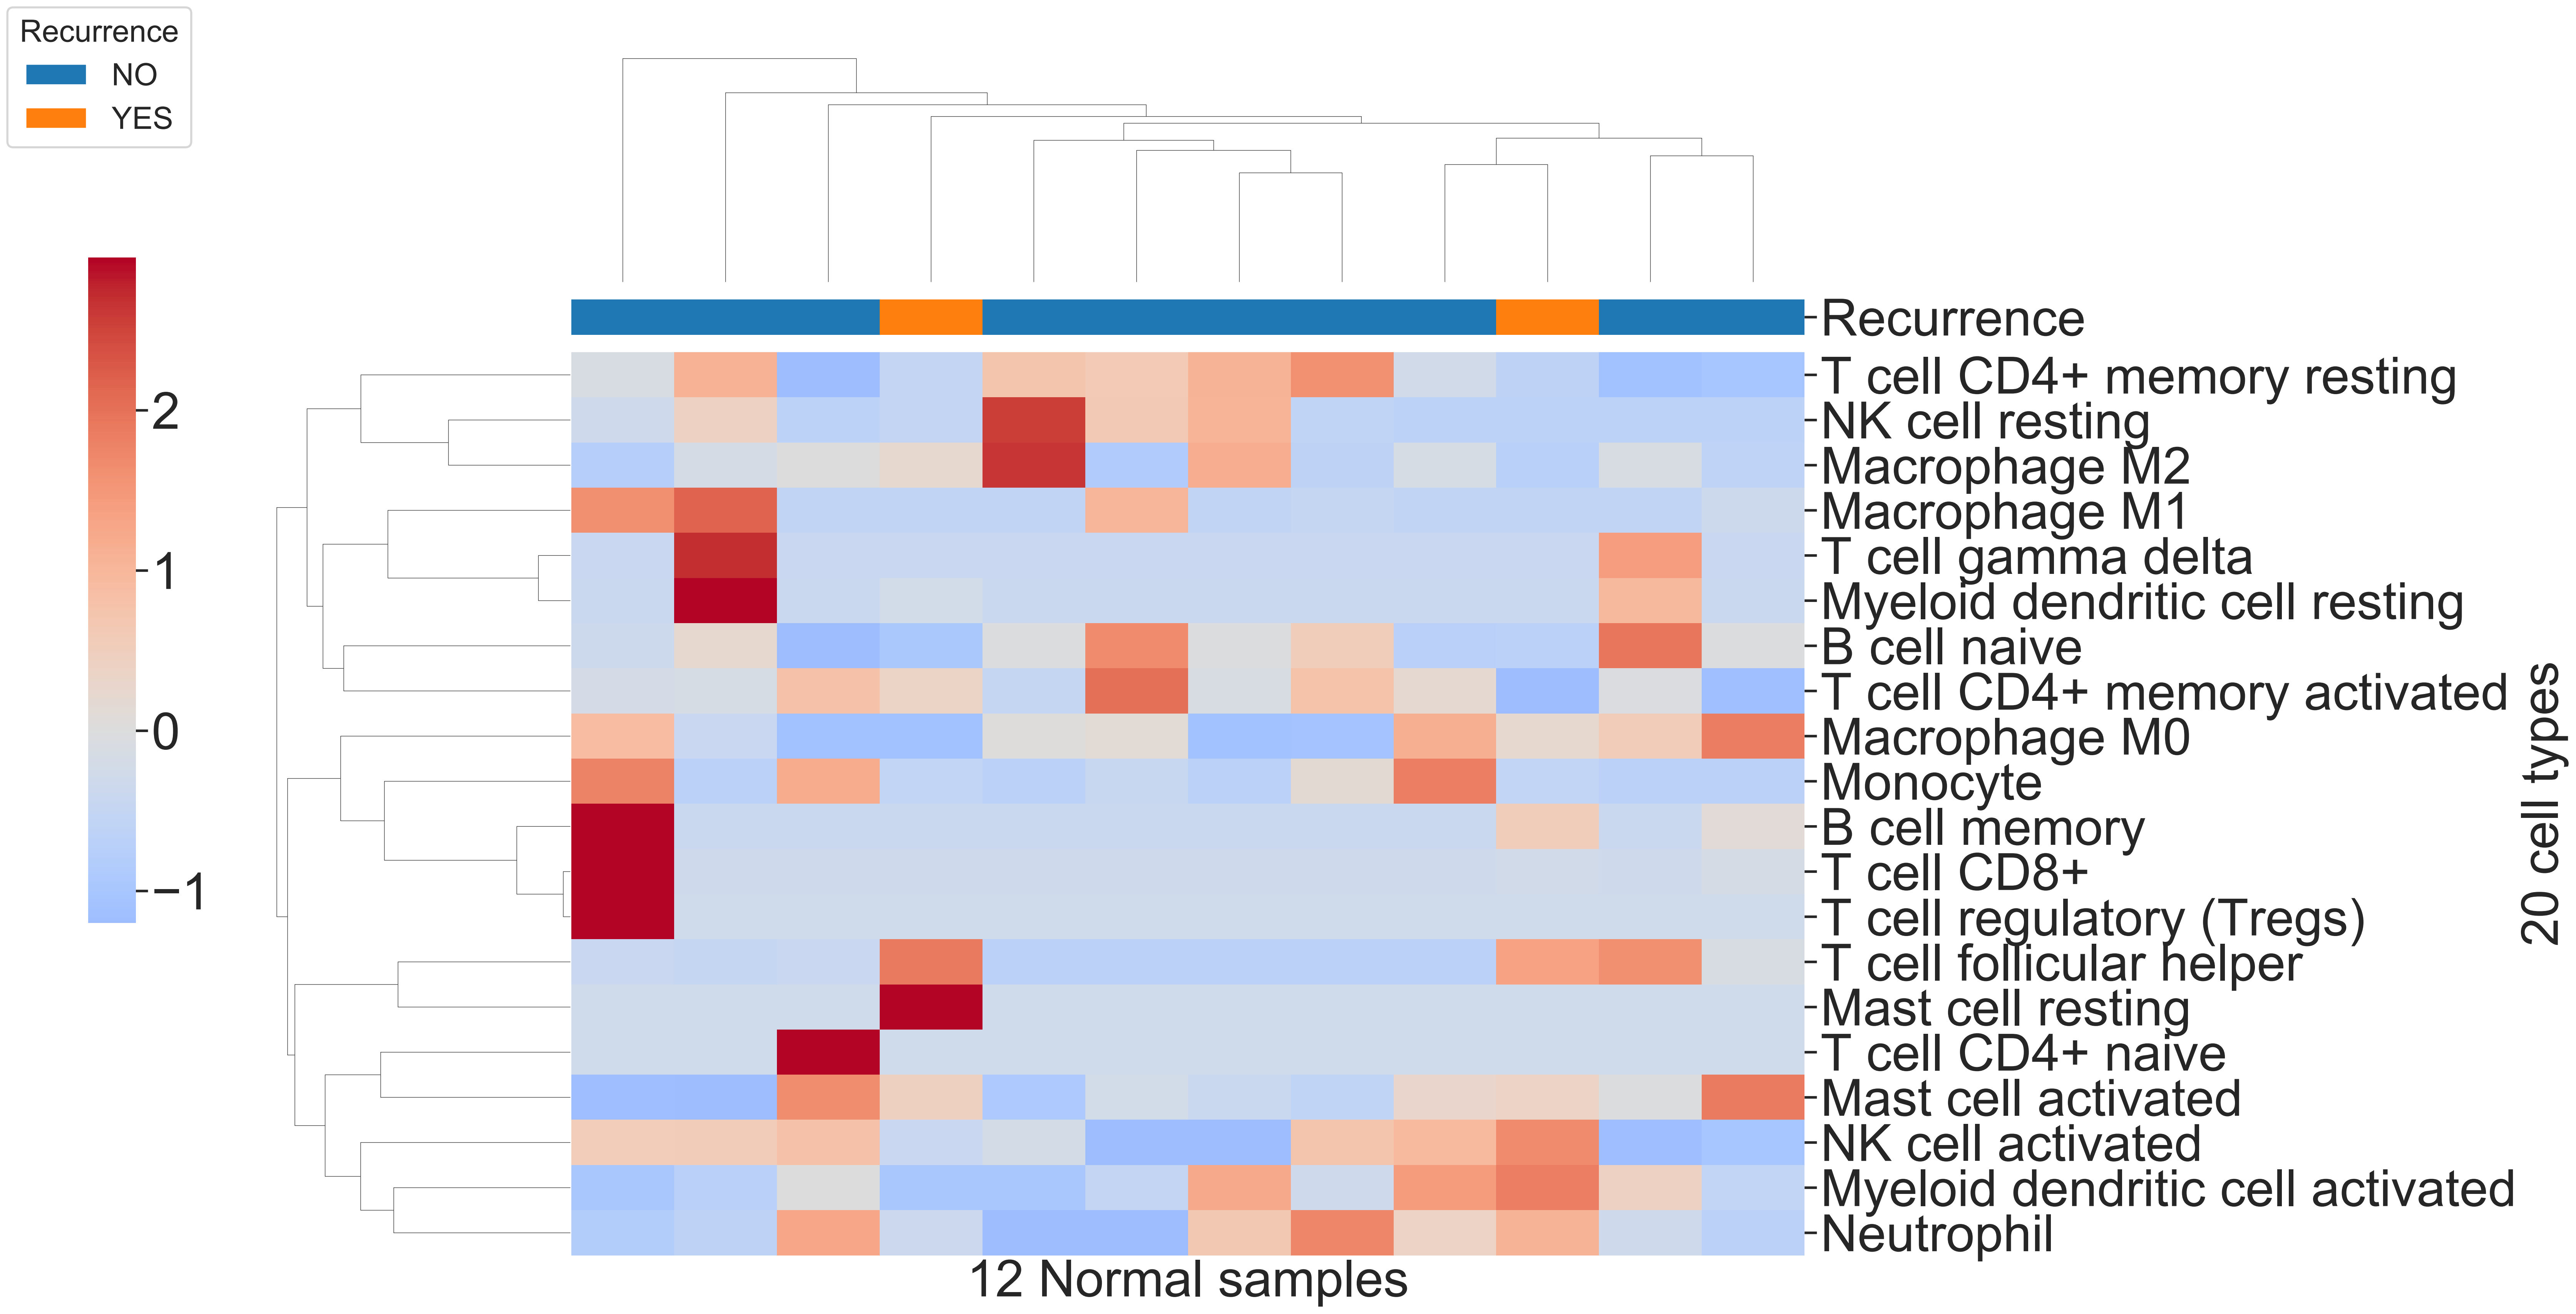 Recurrence
NO
YES
2
1
0
−1
Recurrence
T cell CD4+ memory resting
NK cell resting
Macrophage M2
Macrophage M1
T cell gamma delta
Myeloid dendritic cell resting
B cell naive
T cell CD4+ memory activated
Macrophage M0
Monocyte
B cell memory
T cell CD8+
T cell regulatory (Tregs)
T cell follicular helper
Mast cell resting
T cell CD4+ naive
Mast cell activated
NK cell activated
Myeloid dendritic cell activated
Neutrophil
20 cell types
12 Normal samples